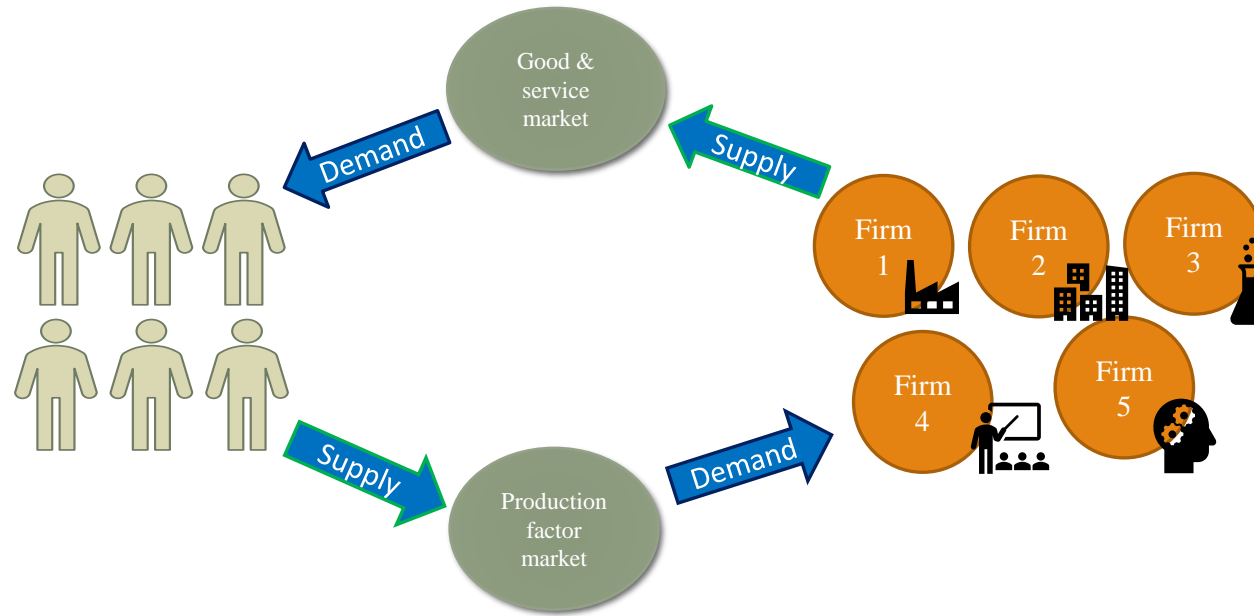 Good &
service
market
Demand
Supply
Firm
1
Firm
2
Firm
3
Firm
4
Firm
5
Supply
Production
factor
market
Demand